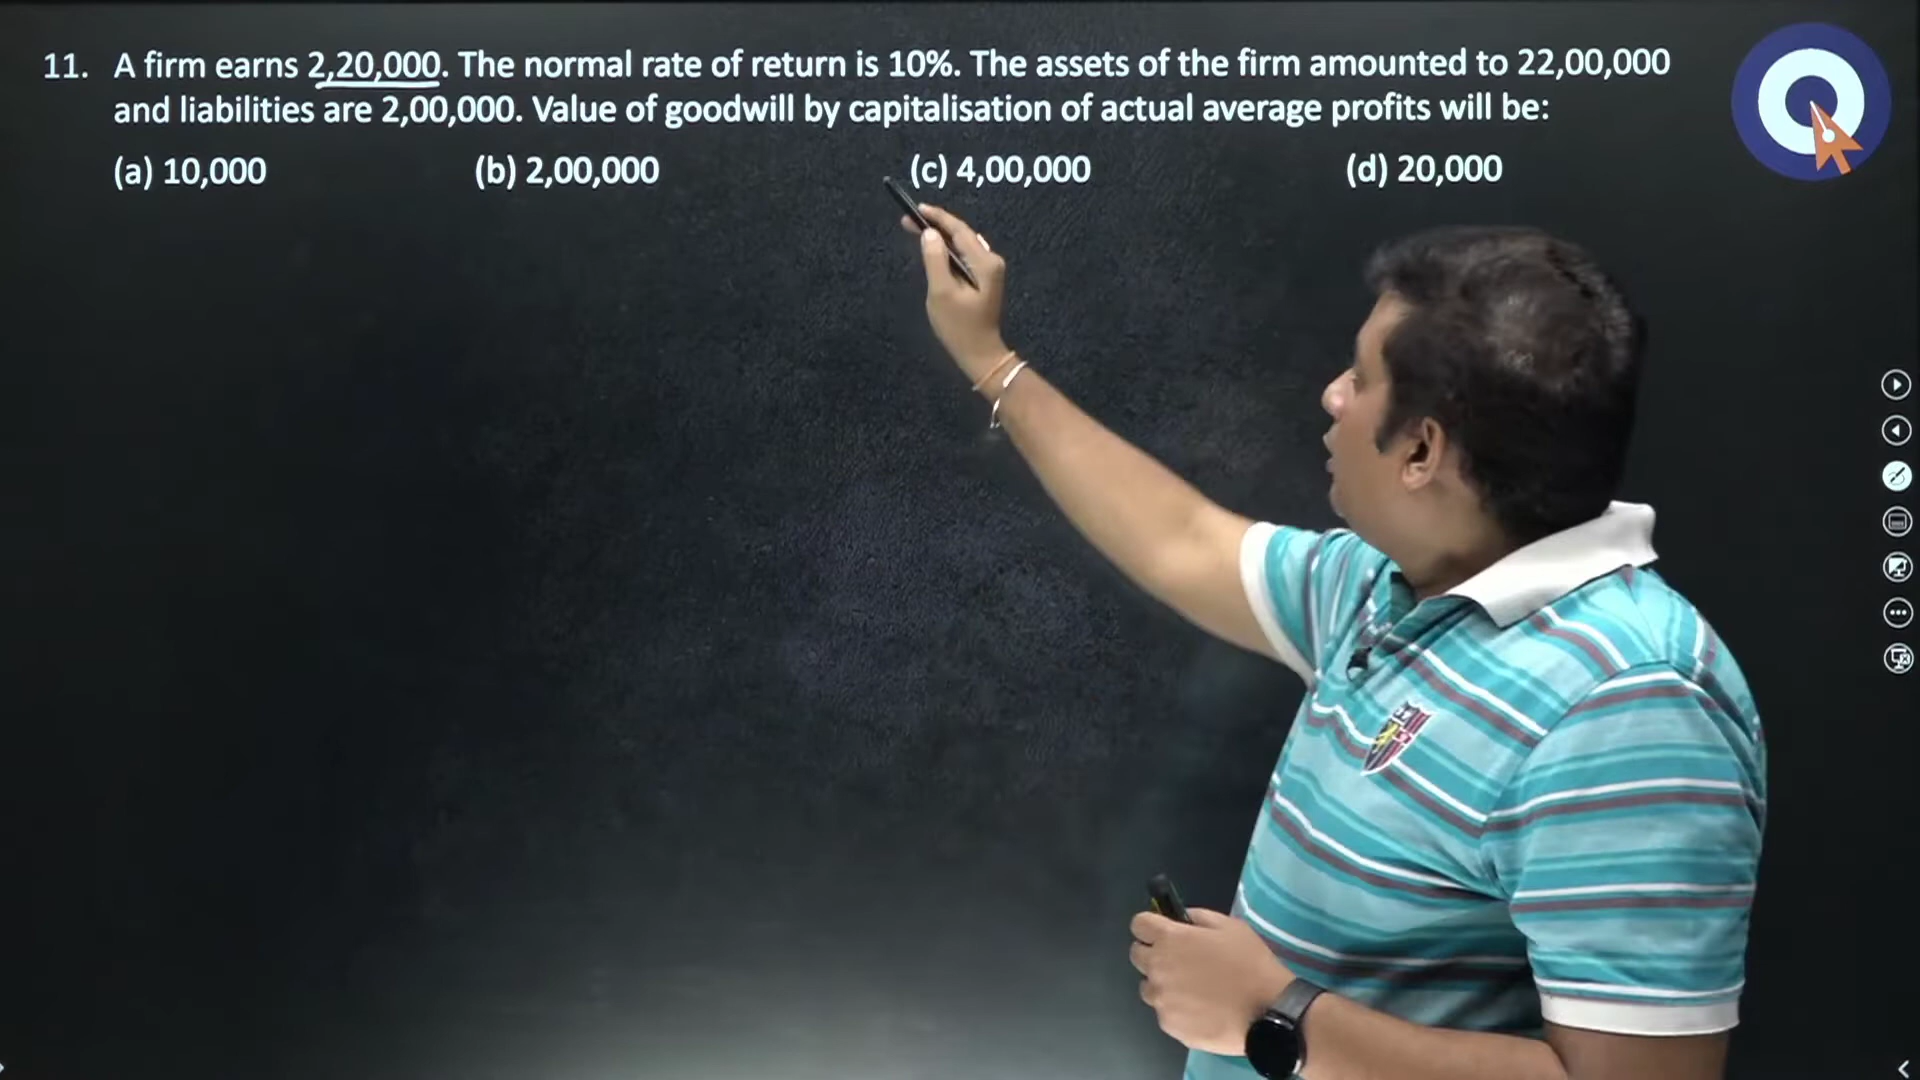 11. A firm earns 2,20,000. The normal rate of return is 10%. The assets of the firm amounted to 22,00,000
and liabilities are 2,00,000. Value of goodwill by capitalisation of actual average profits will be:
(a) 10,000 (b) 2,00,000 (c) 4,00,000 (d) 20,000